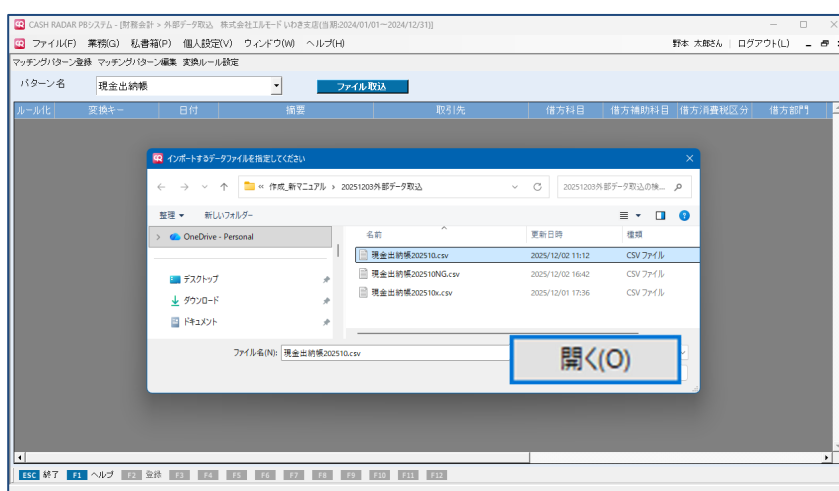 CASH RADAR PBシステム - [財務会計 > 外部データ取込 株式会社エルモード いわき支店(当期:2024/01/01～2024/12/31)]
ファイル(F) 業務(G) 私書箱(P) 個人設定(V) ウィンドウ(W) ヘルプ(H) 野本 太郎さん ログアウト(L)
マッチングパターン登録 マッチングパターン編集 変換ルール設定
パターン名 現金出納帳 ファイル取込
ルール化 変換キー 日付 摘要 取引先 借方科目 借方補助科目 借方消費税区分 借方部門
インポートするデータファイルを指定してください
« 作成_新マニュアル › 20251203外部データ取込 20251203外部データ取込の検...
整理 新しいフォルダー
名前 更新日時 種類
OneDrive - Personal
現金出納帳202510.csv 2025/12/02 11:12 CSV ファイル
現金出納帳202510NG.csv 2025/12/02 16:42 CSV ファイル
現金出納帳202510x.csv 2025/12/01 17:36 CSV ファイル
デスクトップ
ダウンロード
ドキュメント
ファイル名(N): 現金出納帳202510.csv
開く(O)
ESC 終了 F1 ヘルプ F2 登録 F3 F4 F5 F6 F7 F8 F9 F10 F11 F12